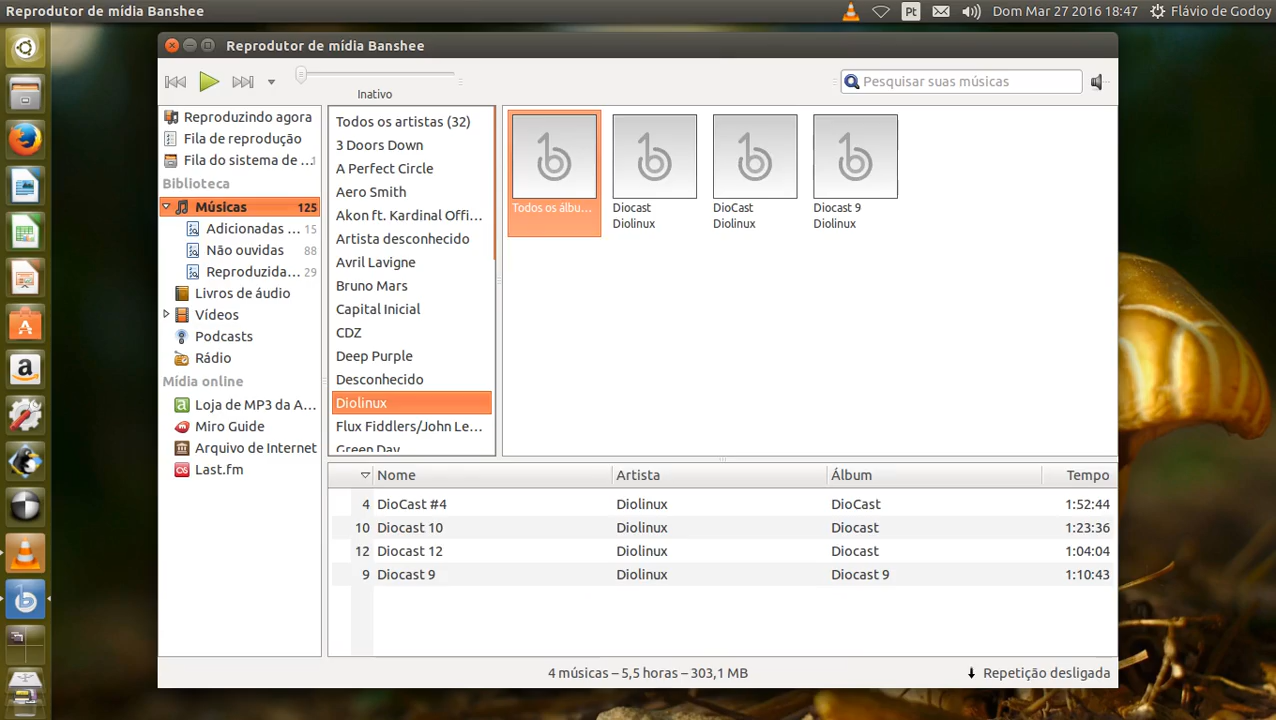 Reprodutor de mídia Banshee
Pt
Dom Mar 27 2016 18:47
Flávio de Godoy
Reprodutor de mídia Banshee
Inativo
Pesquisar suas músicas
Reproduzindo agora
Fila de reprodução
Fila do sistema de ...
1
Biblioteca
Músicas 125
Adicionadas ... 15
Não ouvidas 88
Reproduzida... 29
Livros de áudio
Vídeos
Podcasts
Rádio
Mídia online
Loja de MP3 da A...
Miro Guide
Arquivo de Internet
Last.fm
Todos os artistas (32)
3 Doors Down
A Perfect Circle
Aero Smith
Akon ft. Kardinal Offi...
Artista desconhecido
Avril Lavigne
Bruno Mars
Capital Inicial
CDZ
Deep Purple
Desconhecido
Diolinux
Flux Fiddlers/John Le...
Green Day
Todos os álbu...
Diocast
Diolinux
DioCast
Diolinux
Diocast 9
Diolinux
Nome Artista Álbum Tempo
4 DioCast #4 Diolinux DioCast 1:52:44
10 Diocast 10 Diolinux Diocast 1:23:36
12 Diocast 12 Diolinux Diocast 1:04:04
9 Diocast 9 Diolinux Diocast 9 1:10:43
4 músicas – 5,5 horas – 303,1 MB
Repetição desligada